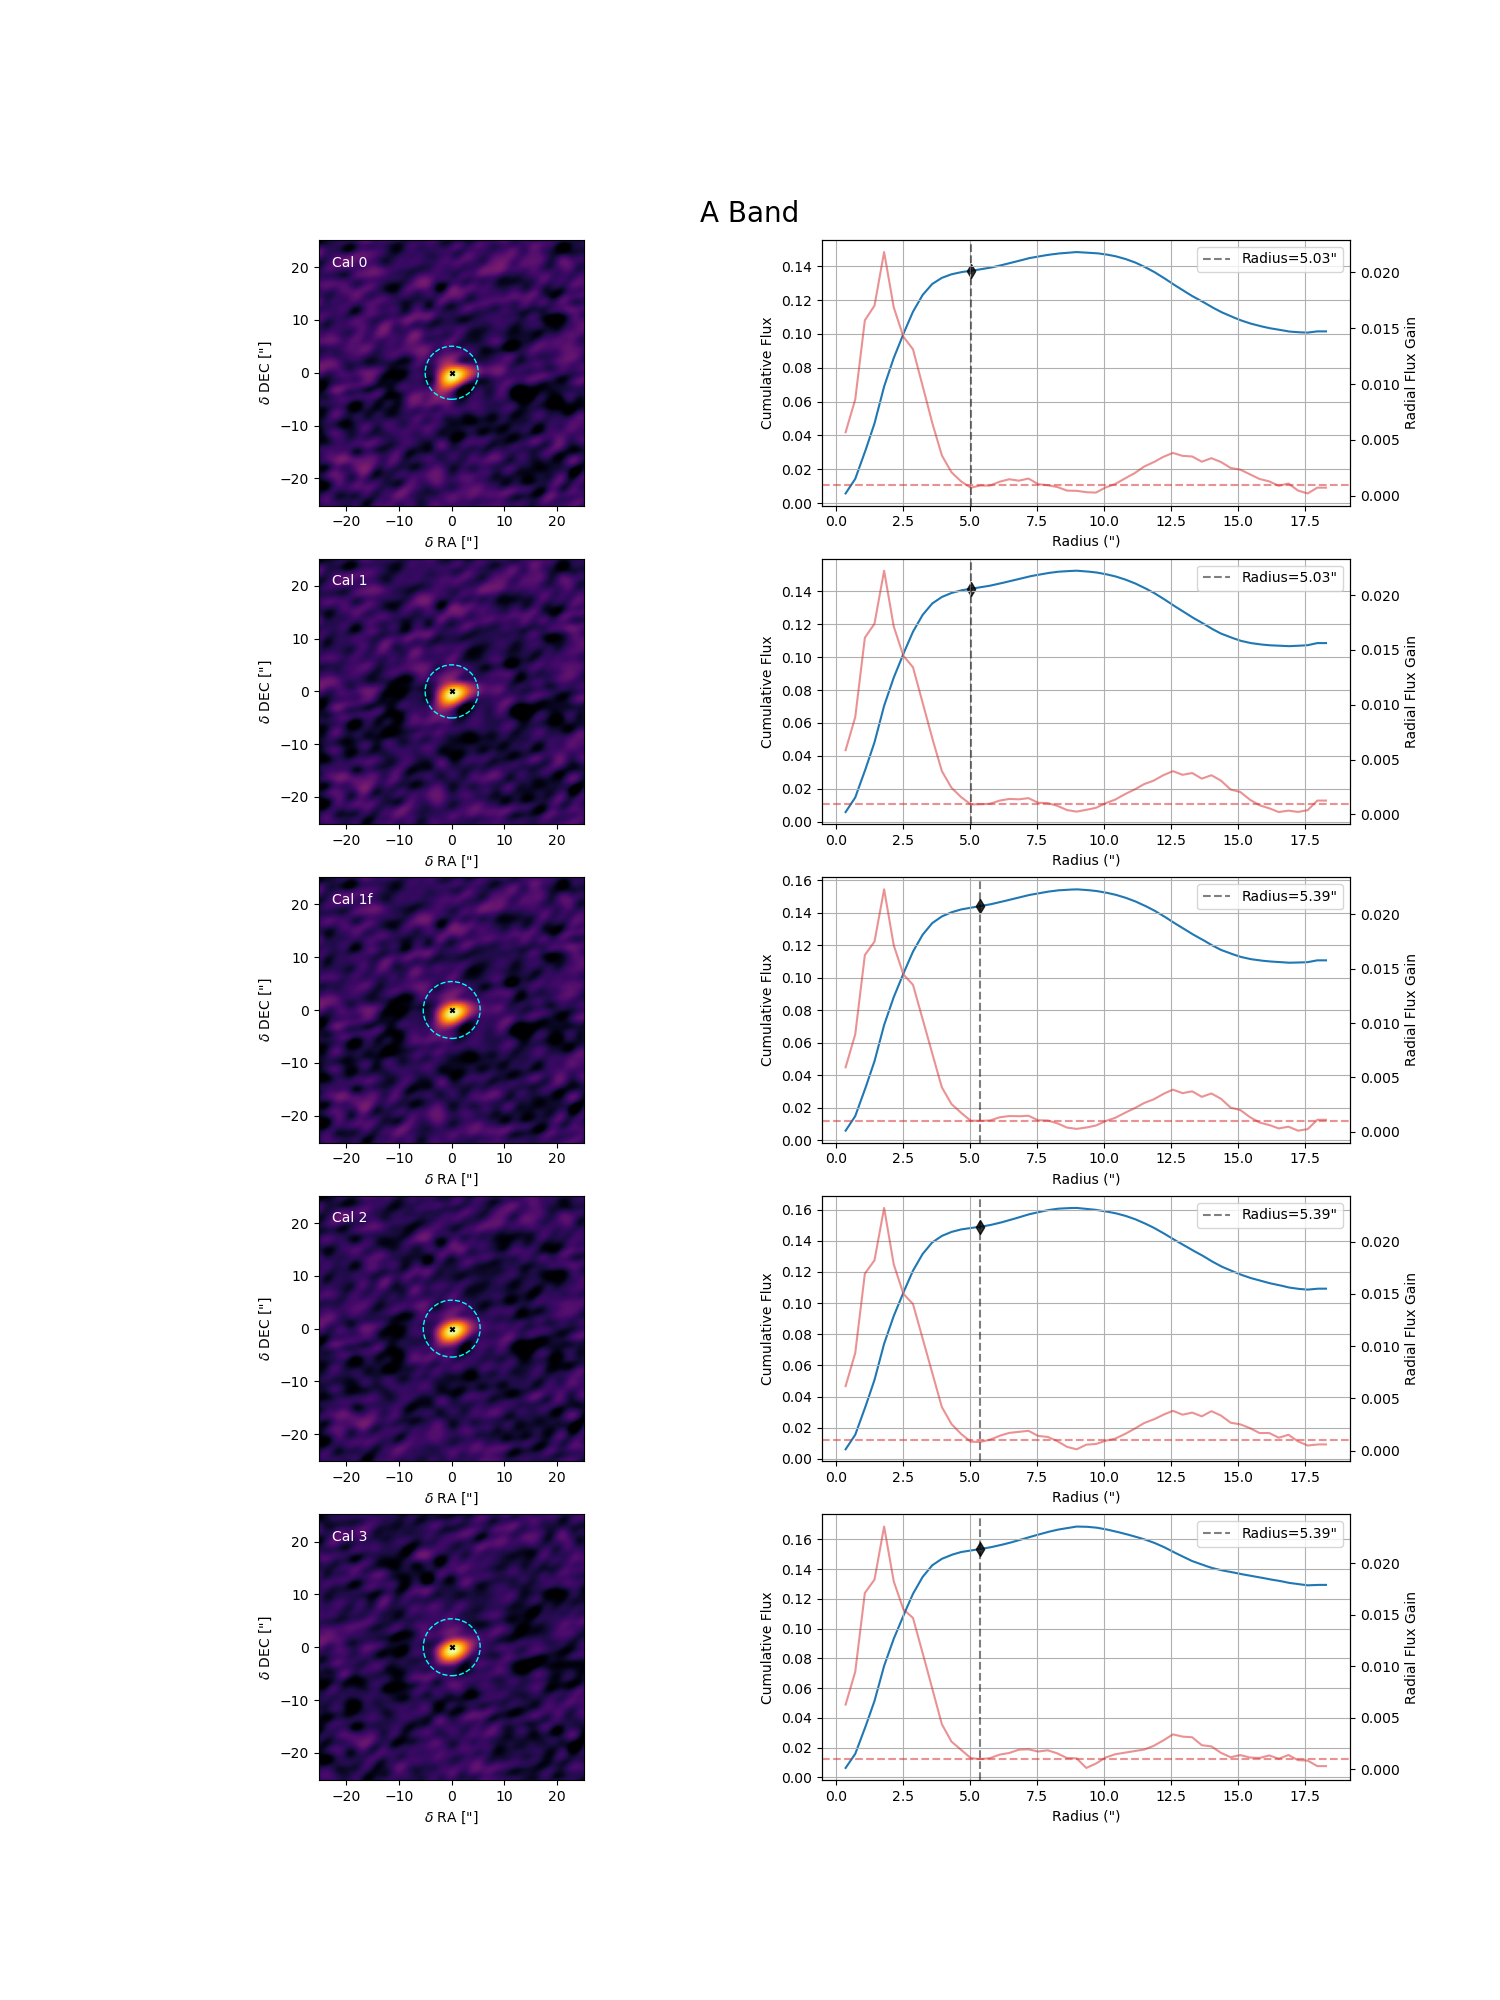 A Band
Cal 0
20
10
0
−10
−20
δ DEC ["]
−20 −10 0 10 20
δ RA ["]
Radius=5.03"
0.14
0.12
0.10
0.08
0.06
0.04
0.02
0.00
Cumulative Flux
0.020
0.015
0.010
0.005
0.000
Radial Flux Gain
0.0 2.5 5.0 7.5 10.0 12.5 15.0 17.5
Radius (")
Cal 1
20
10
0
−10
−20
δ DEC ["]
−20 −10 0 10 20
δ RA ["]
Radius=5.03"
0.14
0.12
0.10
0.08
0.06
0.04
0.02
0.00
Cumulative Flux
0.020
0.015
0.010
0.005
0.000
Radial Flux Gain
0.0 2.5 5.0 7.5 10.0 12.5 15.0 17.5
Radius (")
Cal 1f
20
10
0
−10
−20
δ DEC ["]
−20 −10 0 10 20
δ RA ["]
Radius=5.39"
0.16
0.14
0.12
0.10
0.08
0.06
0.04
0.02
0.00
Cumulative Flux
0.020
0.015
0.010
0.005
0.000
Radial Flux Gain
0.0 2.5 5.0 7.5 10.0 12.5 15.0 17.5
Radius (")
Cal 2
20
10
0
−10
−20
δ DEC ["]
−20 −10 0 10 20
δ RA ["]
Radius=5.39"
0.16
0.14
0.12
0.10
0.08
0.06
0.04
0.02
0.00
Cumulative Flux
0.020
0.015
0.010
0.005
0.000
Radial Flux Gain
0.0 2.5 5.0 7.5 10.0 12.5 15.0 17.5
Radius (")
Cal 3
20
10
0
−10
−20
δ DEC ["]
−20 −10 0 10 20
δ RA ["]
Radius=5.39"
0.16
0.14
0.12
0.10
0.08
0.06
0.04
0.02
0.00
Cumulative Flux
0.020
0.015
0.010
0.005
0.000
Radial Flux Gain
0.0 2.5 5.0 7.5 10.0 12.5 15.0 17.5
Radius (")